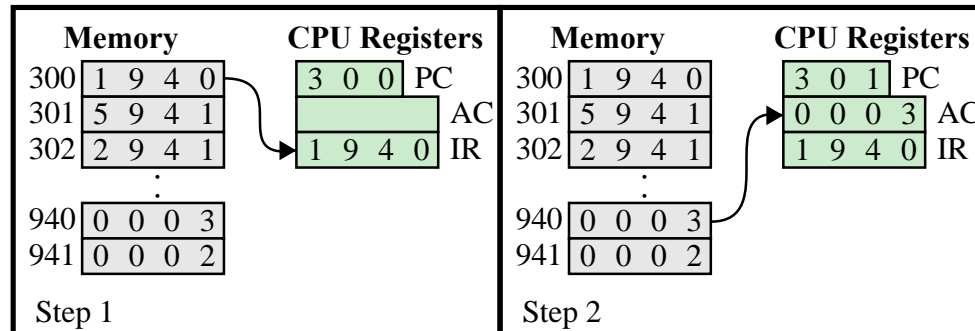 Memory CPU Registers
300 1 9 4 0 3 0 0 PC
301 5 9 4 1 AC
302 2 9 4 1 1 9 4 0 IR
940 0 0 0 3
941 0 0 0 2
Step 1
Memory CPU Registers
300 1 9 4 0 3 0 1 PC
301 5 9 4 1 0 0 0 3 AC
302 2 9 4 1 1 9 4 0 IR
940 0 0 0 3
941 0 0 0 2
Step 2